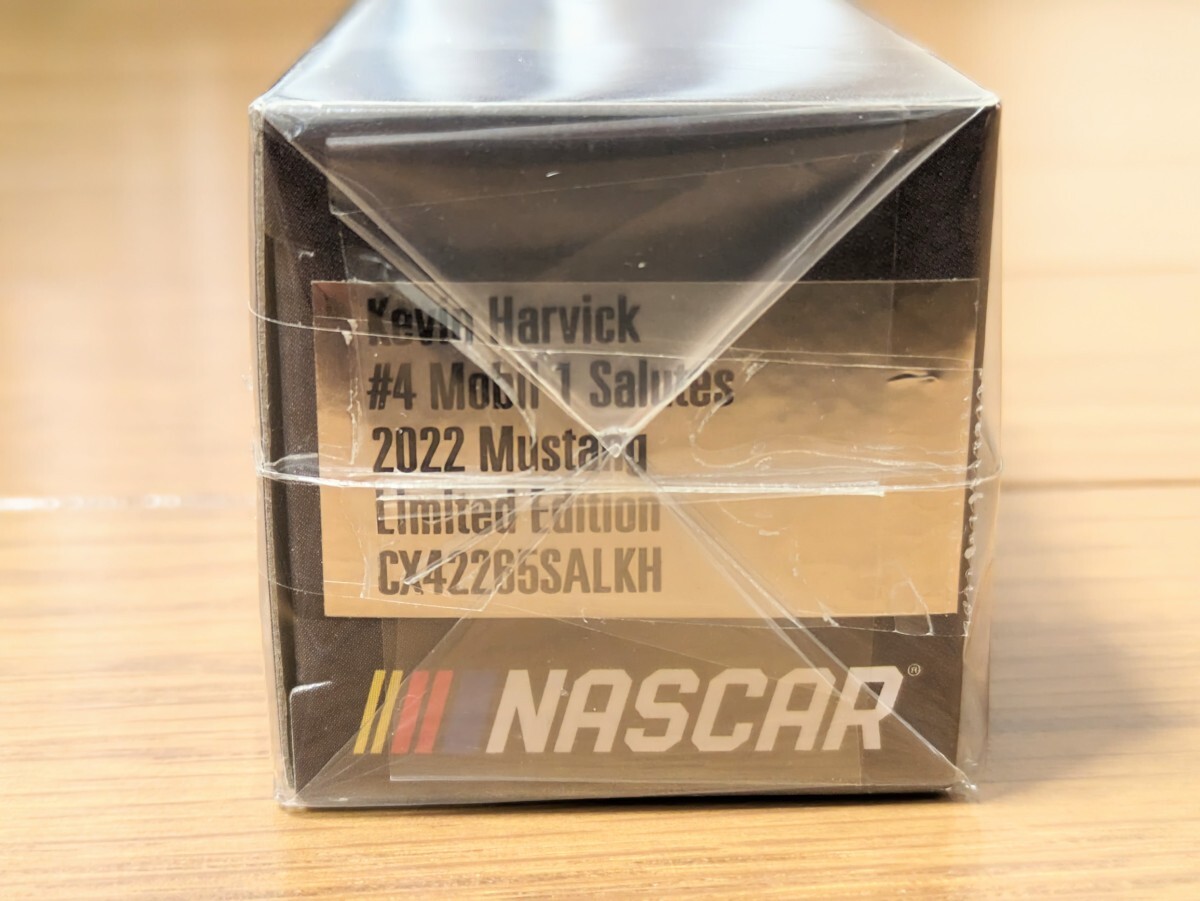 Kevin Harvick
#4 Mobil 1 Salutes
2022 Mustang
Limited Edition
CX42265SALKH
NASCAR®